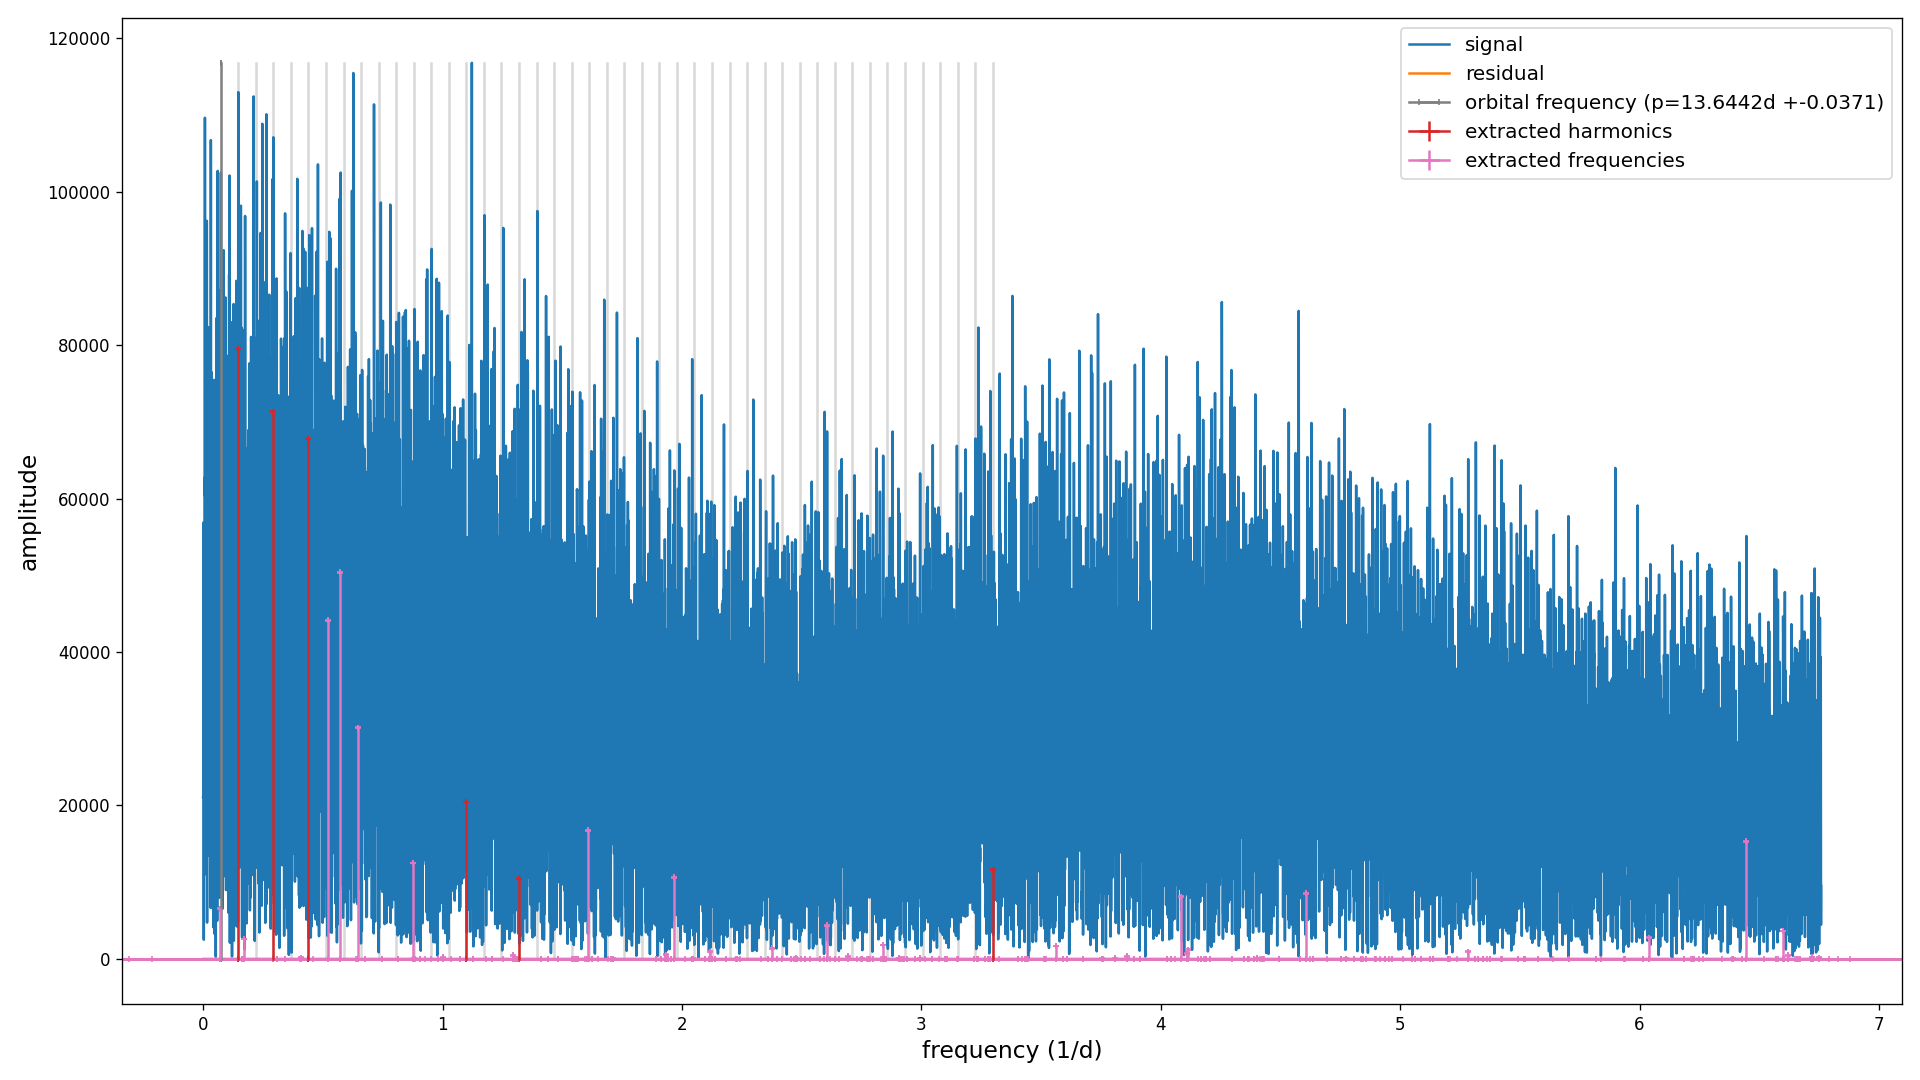 120000
100000
80000
60000
40000
20000
0
amplitude
0 1 2 3 4 5 6 7
frequency (1/d)
signal
residual
orbital frequency (p=13.6442d +-0.0371)
extracted harmonics
extracted frequencies